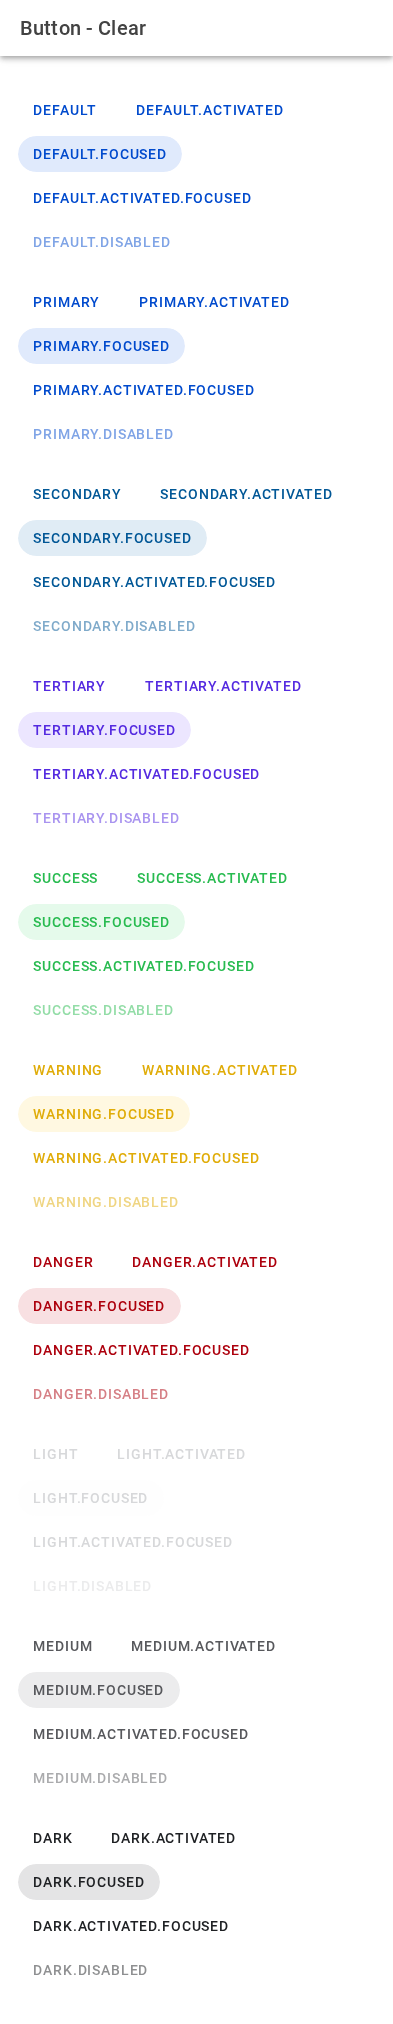 Button - Clear
DEFAULT DEFAULT.ACTIVATED
DEFAULT.FOCUSED
DEFAULT.ACTIVATED.FOCUSED
DEFAULT.DISABLED
PRIMARY PRIMARY.ACTIVATED
PRIMARY.FOCUSED
PRIMARY.ACTIVATED.FOCUSED
PRIMARY.DISABLED
SECONDARY SECONDARY.ACTIVATED
SECONDARY.FOCUSED
SECONDARY.ACTIVATED.FOCUSED
SECONDARY.DISABLED
TERTIARY TERTIARY.ACTIVATED
TERTIARY.FOCUSED
TERTIARY.ACTIVATED.FOCUSED
TERTIARY.DISABLED
SUCCESS SUCCESS.ACTIVATED
SUCCESS.FOCUSED
SUCCESS.ACTIVATED.FOCUSED
SUCCESS.DISABLED
WARNING WARNING.ACTIVATED
WARNING.FOCUSED
WARNING.ACTIVATED.FOCUSED
WARNING.DISABLED
DANGER DANGER.ACTIVATED
DANGER.FOCUSED
DANGER.ACTIVATED.FOCUSED
DANGER.DISABLED
LIGHT LIGHT.ACTIVATED
LIGHT.FOCUSED
LIGHT.ACTIVATED.FOCUSED
LIGHT.DISABLED
MEDIUM MEDIUM.ACTIVATED
MEDIUM.FOCUSED
MEDIUM.ACTIVATED.FOCUSED
MEDIUM.DISABLED
DARK DARK.ACTIVATED
DARK.FOCUSED
DARK.ACTIVATED.FOCUSED
DARK.DISABLED